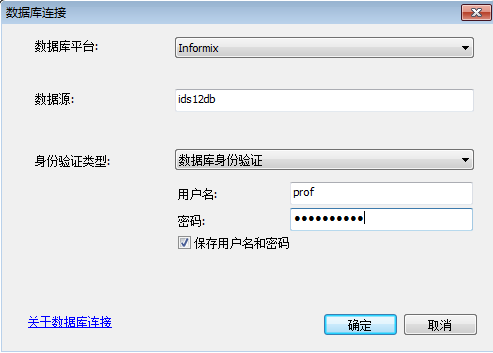 数据库连接
数据库平台: Informix
数据源: ids12db
身份验证类型: 数据库身份验证
用户名: prof
密码: ●●●●●●●●●●
保存用户名和密码
关于数据库连接 确定 取消